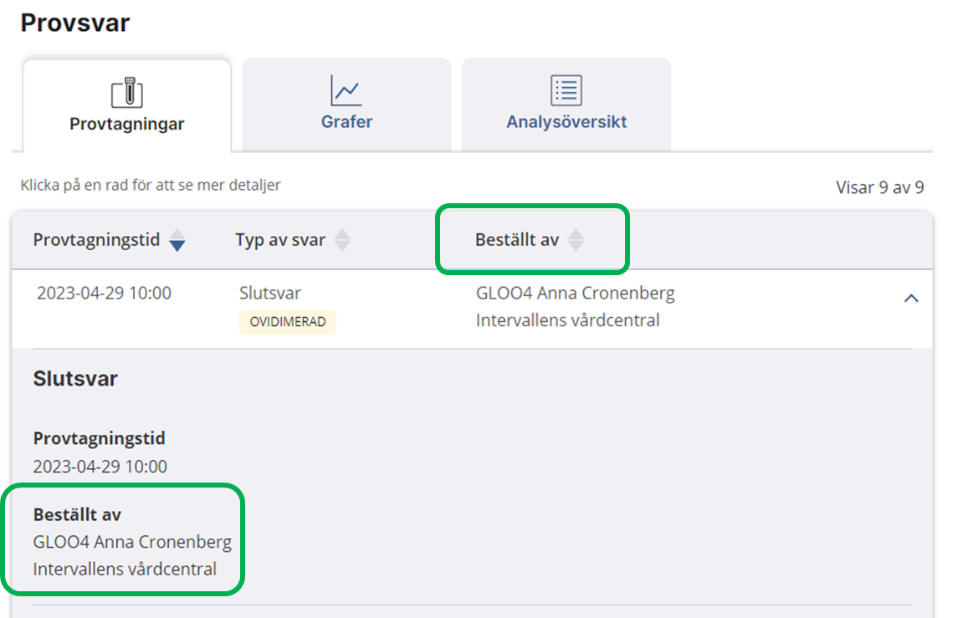 Provsvar
Provtagningar
Grafer
Analysöversikt
Klicka på en rad för att se mer detaljer
Visar 9 av 9
Provtagningstid
Typ av svar
Beställt av
2023-04-29 10:00
Slutsvar
GLOO4 Anna Cronenberg
OVIDIMERAD
Intervallens vårdcentral
Slutsvar
Provtagningstid
2023-04-29 10:00
Beställt av
GLOO4 Anna Cronenberg
Intervallens vårdcentral